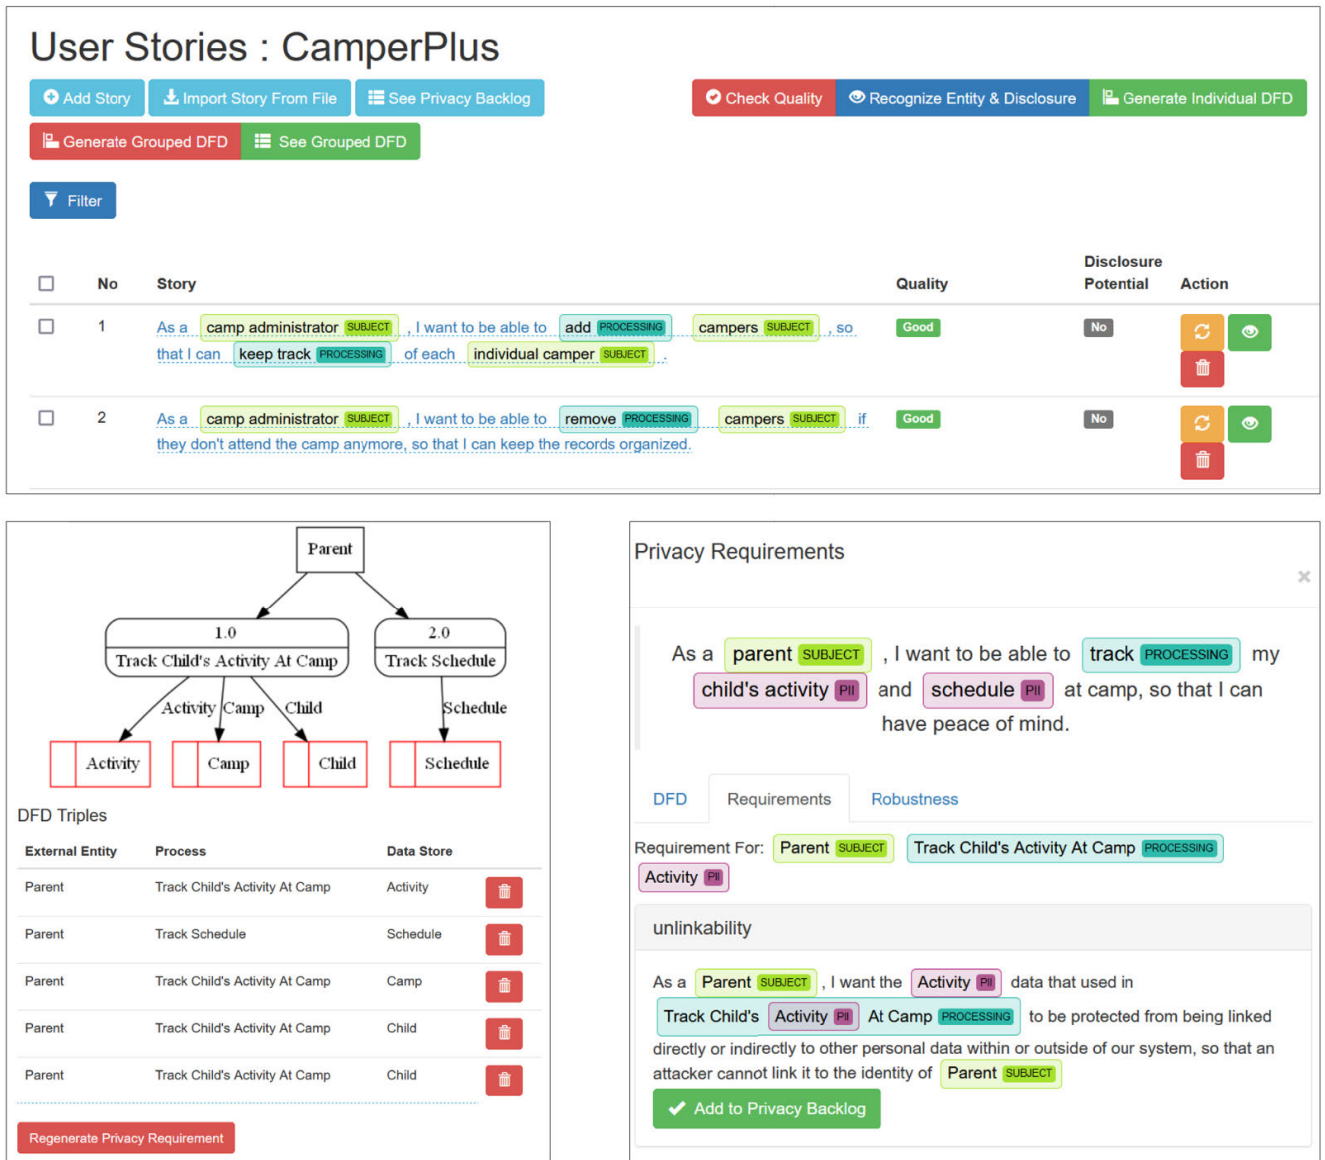 User Stories : CamperPlus
Add Story Import Story From File See Privacy Backlog Check Quality Recognize Entity & Disclosure Generate Individual DFD
Generate Grouped DFD See Grouped DFD
Filter
No Story Quality Disclosure Potential Action
1 As a camp administrator SUBJECT , I want to be able to add PROCESSING campers SUBJECT , so Good No
that I can keep track PROCESSING of each individual camper SUBJECT .
2 As a camp administrator SUBJECT , I want to be able to remove PROCESSING campers SUBJECT if Good No
they don't attend the camp anymore, so that I can keep the records organized.
Parent
1.0 2.0
Track Child's Activity At Camp Track Schedule
Activity Camp Child Schedule
Activity Camp Child Schedule
DFD Triples
External Entity Process Data Store
Parent Track Child's Activity At Camp Activity
Parent Track Schedule Schedule
Parent Track Child's Activity At Camp Camp
Parent Track Child's Activity At Camp Child
Parent Track Child's Activity At Camp Child
Regenerate Privacy Requirement
Privacy Requirements
×
As a parent SUBJECT , I want to be able to track PROCESSING my
child's activity PII and schedule PII at camp, so that I can
have peace of mind.
DFD Requirements Robustness
Requirement For: Parent SUBJECT Track Child's Activity At Camp PROCESSING
Activity PII
unlinkability
As a Parent SUBJECT , I want the Activity PII data that used in
Track Child's Activity PII At Camp PROCESSING to be protected from being linked
directly or indirectly to other personal data within or outside of our system, so that an
attacker cannot link it to the identity of Parent SUBJECT
Add to Privacy Backlog